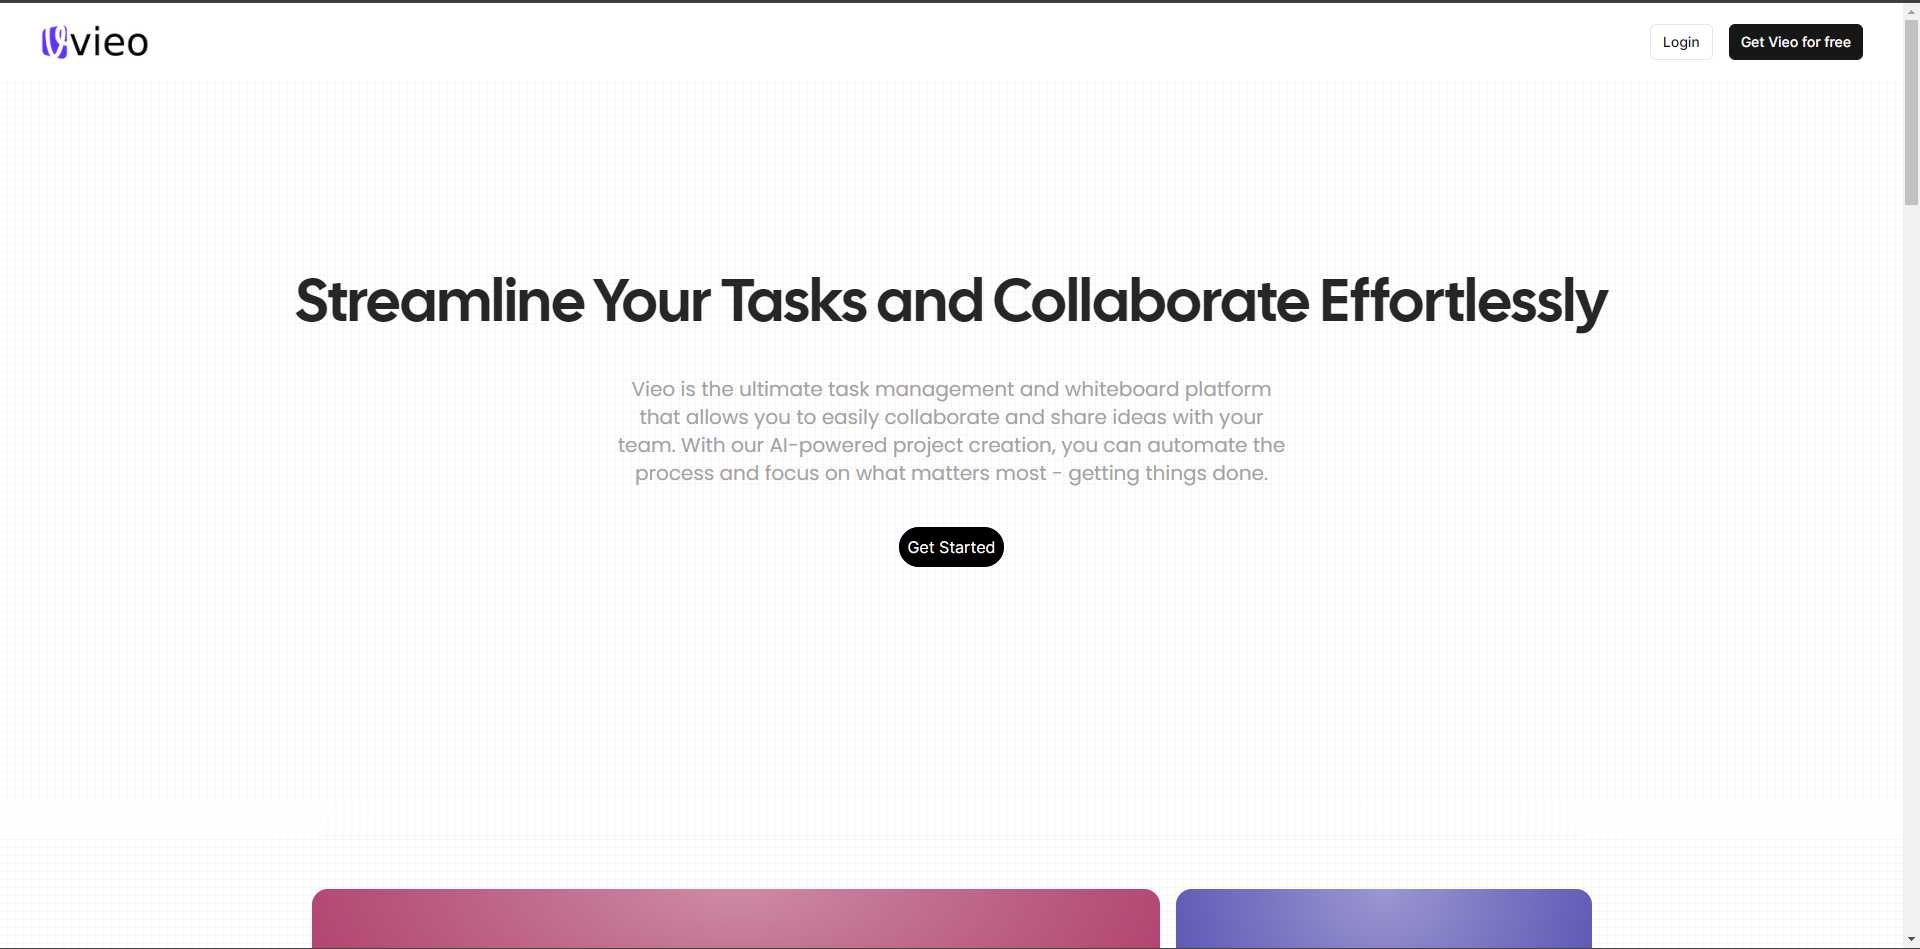 vieo
Login
Get Vieo for free
Streamline Your Tasks and Collaborate Effortlessly
Vieo is the ultimate task management and whiteboard platform
that allows you to easily collaborate and share ideas with your
team. With our AI-powered project creation, you can automate the
process and focus on what matters most - getting things done.
Get Started